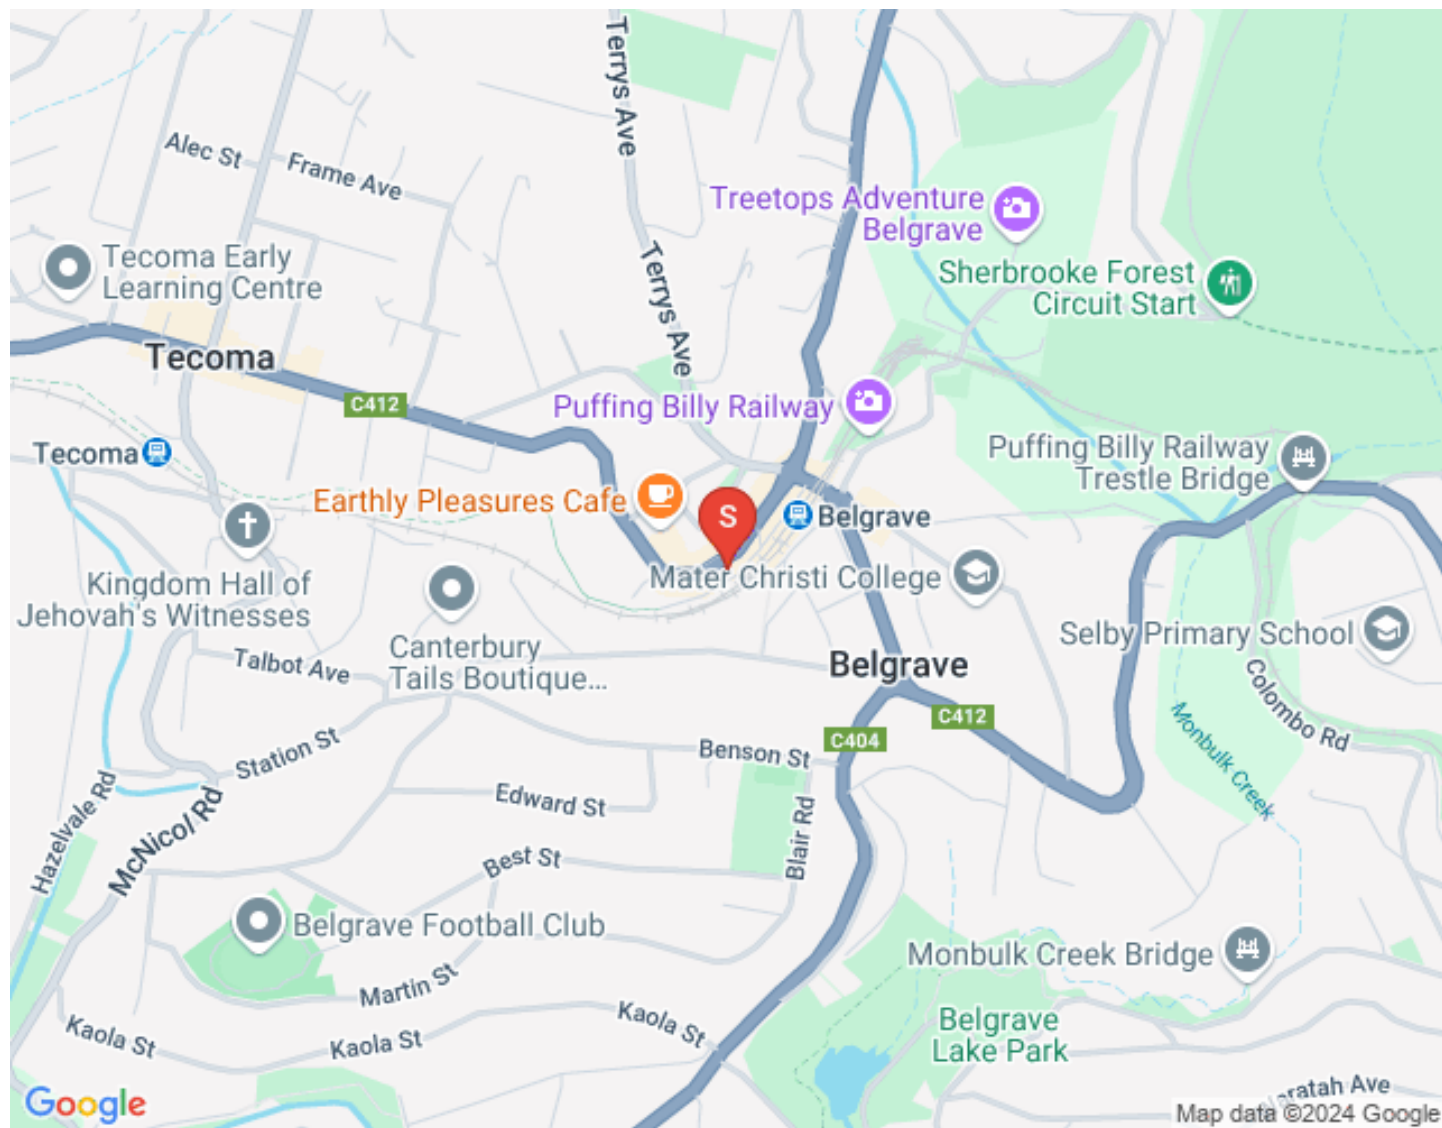 Terrys Ave
Alec St
Frame Ave
Treetops Adventure
Belgrave
Tecoma Early
Learning Centre
Terrys Ave
Sherbrooke Forest
Circuit Start
Tecoma
C412
Puffing Billy Railway
Tecoma
Puffing Billy Railway
Trestle Bridge
Earthly Pleasures Cafe
S
Belgrave
Kingdom Hall of
Jehovah's Witnesses
Mater Christi College
Selby Primary School
Canterbury
Tails Boutique...
Talbot Ave
Belgrave
Colombo Rd
C412
C404
Monbulk Creek
Station St
Benson St
Edward St
Hazelvale Rd
McNicol Rd
Blair Rd
Best St
Belgrave Football Club
Monbulk Creek Bridge
Martin St
Kaola St
Kaola St
Kaola St
Belgrave
Lake Park
Google
ratah Ave
Map data ©2024 Google